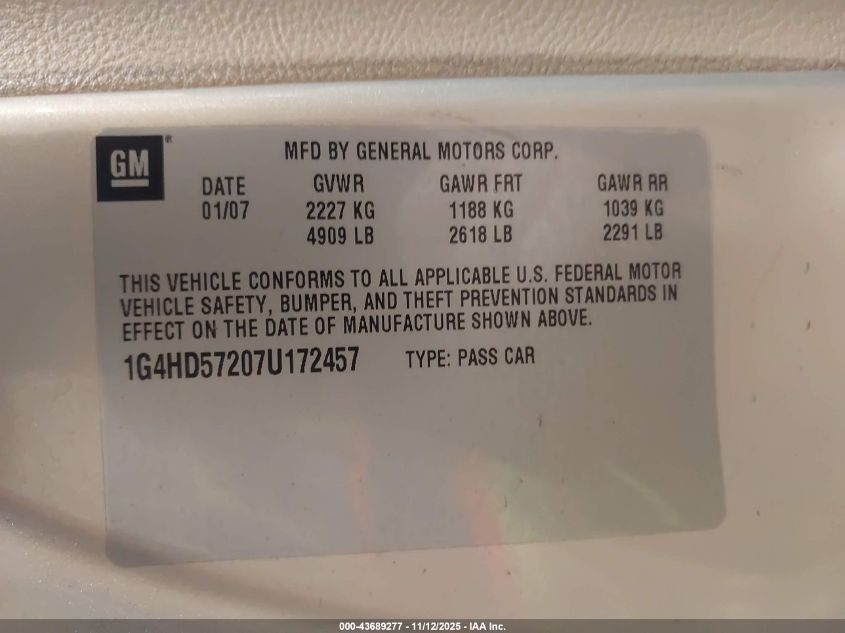 GM ®
MFD BY GENERAL MOTORS CORP.
DATE GVWR GAWR FRT GAWR RR
01/07 2227 KG 1188 KG 1039 KG
4909 LB 2618 LB 2291 LB
THIS VEHICLE CONFORMS TO ALL APPLICABLE U.S. FEDERAL MOTOR
VEHICLE SAFETY, BUMPER, AND THEFT PREVENTION STANDARDS IN
EFFECT ON THE DATE OF MANUFACTURE SHOWN ABOVE.
1G4HD57207U172457 TYPE: PASS CAR
000-43689277 - 11/12/2025 - IAA Inc.